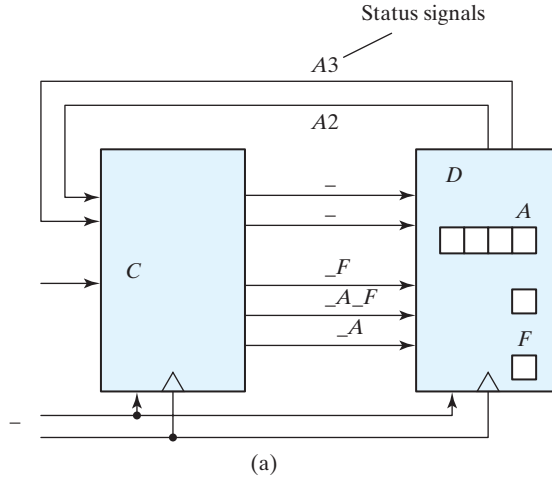 Status signals
A3
A2
D
–
–
A
C
_F
_A_F
_A
F
–
(a)